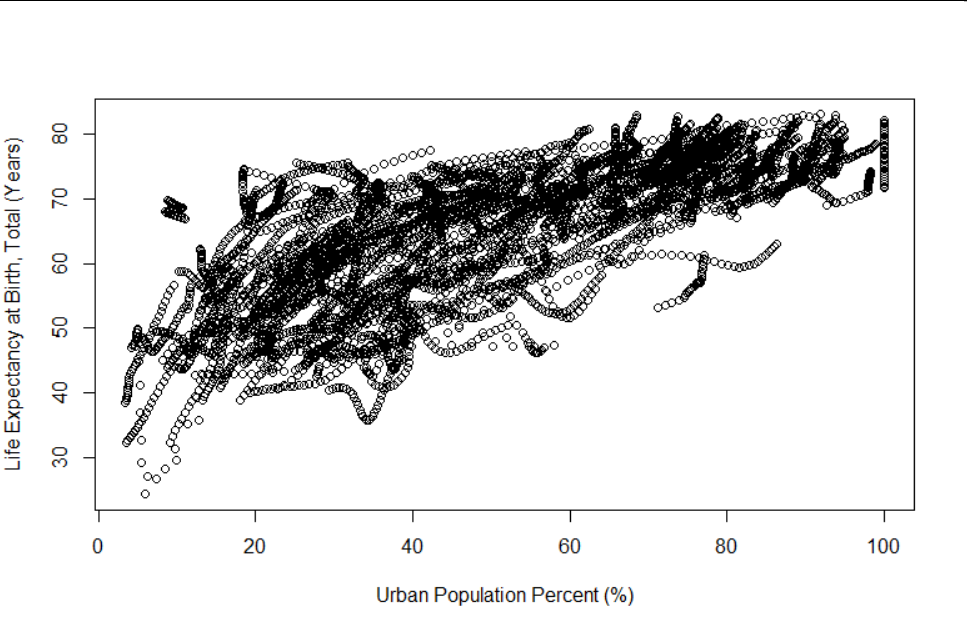 Life Expectancy at Birth, Total (Years)
80
70
60
50
40
30
0 20 40 60 80 100
Urban Population Percent (%)